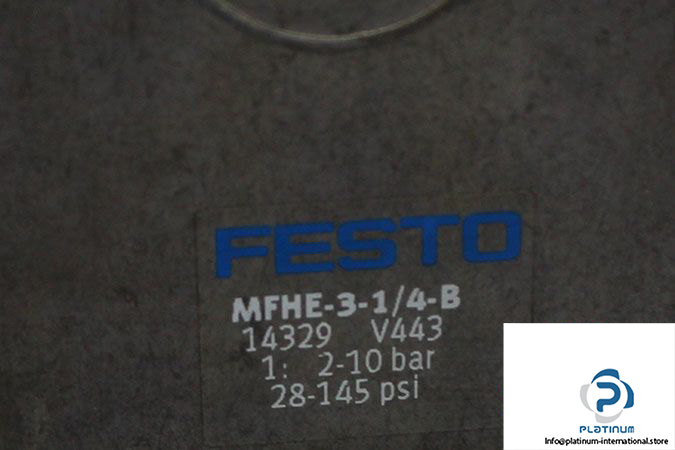 FESTO
MFHE-3-1/4-B
14329 V443
1: 2-10 bar
28-145 psi
PLATINUM
Info@platinum-international.store